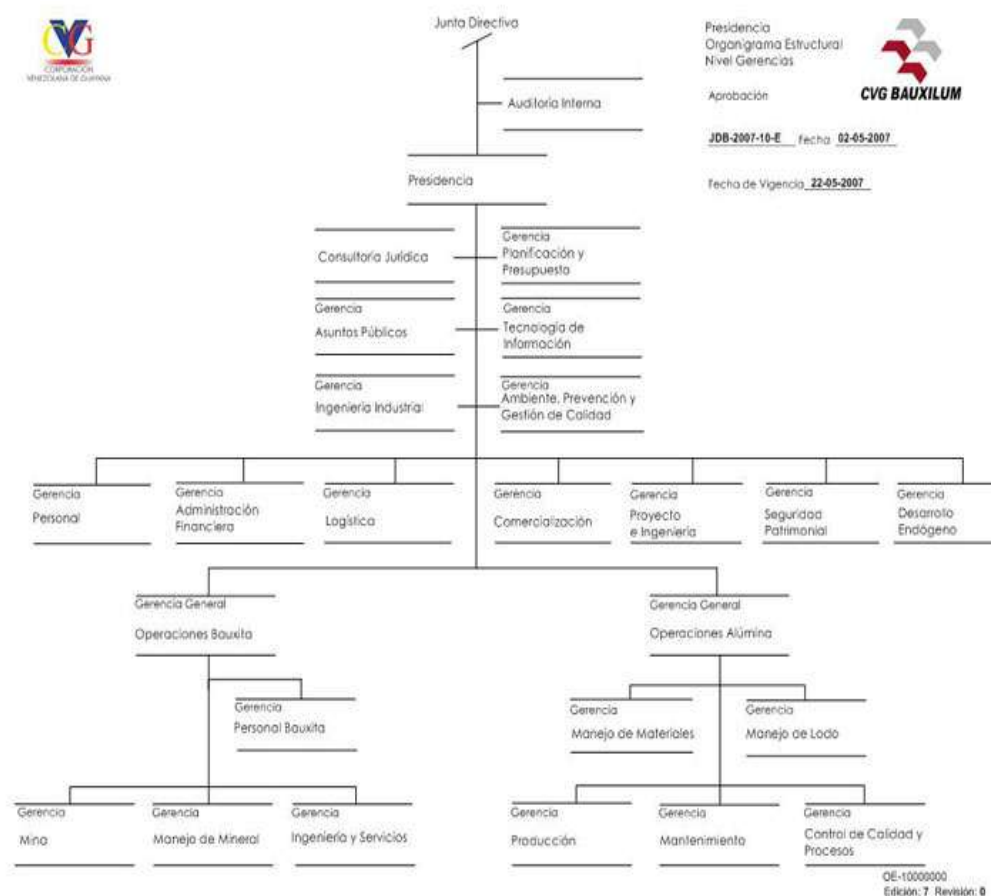 CVG
CORPORACIÓN
VENEZOLANA DE GUAYANA
Junta Directiva
Presidencia
Organigrama Estructural
Nivel Gerencias
CVG BAUXILUM
Aprobación
JDB-2007-10-E Fecha 02-05-2007
Fecha de Vigencia 22-05-2007
Auditoría Interna
Presidencia
Consultoría Jurídica
Gerencia
Planificación y
Presupuesto
Gerencia
Asuntos Públicos
Gerencia
Tecnología de
Información
Gerencia
Ingeniería Industrial
Gerencia
Ambiente, Prevención y
Gestión de Calidad
Gerencia
Personal
Gerencia
Administración
Financiera
Gerencia
Logística
Gerencia
Comercialización
Gerencia
Proyecto
e Ingeniería
Gerencia
Seguridad
Patrimonial
Gerencia
Desarrollo
Endógeno
Gerencia General
Operaciones Bauxita
Gerencia General
Operaciones Alúmina
Gerencia
Personal Bauxita
Gerencia
Manejo de Materiales
Gerencia
Manejo de Lodo
Gerencia
Mina
Gerencia
Manejo de Mineral
Gerencia
Ingeniería y Servicios
Gerencia
Producción
Gerencia
Mantenimiento
Gerencia
Control de Calidad y
Procesos
OE-10000000
Edición: 7 Revisión: 0